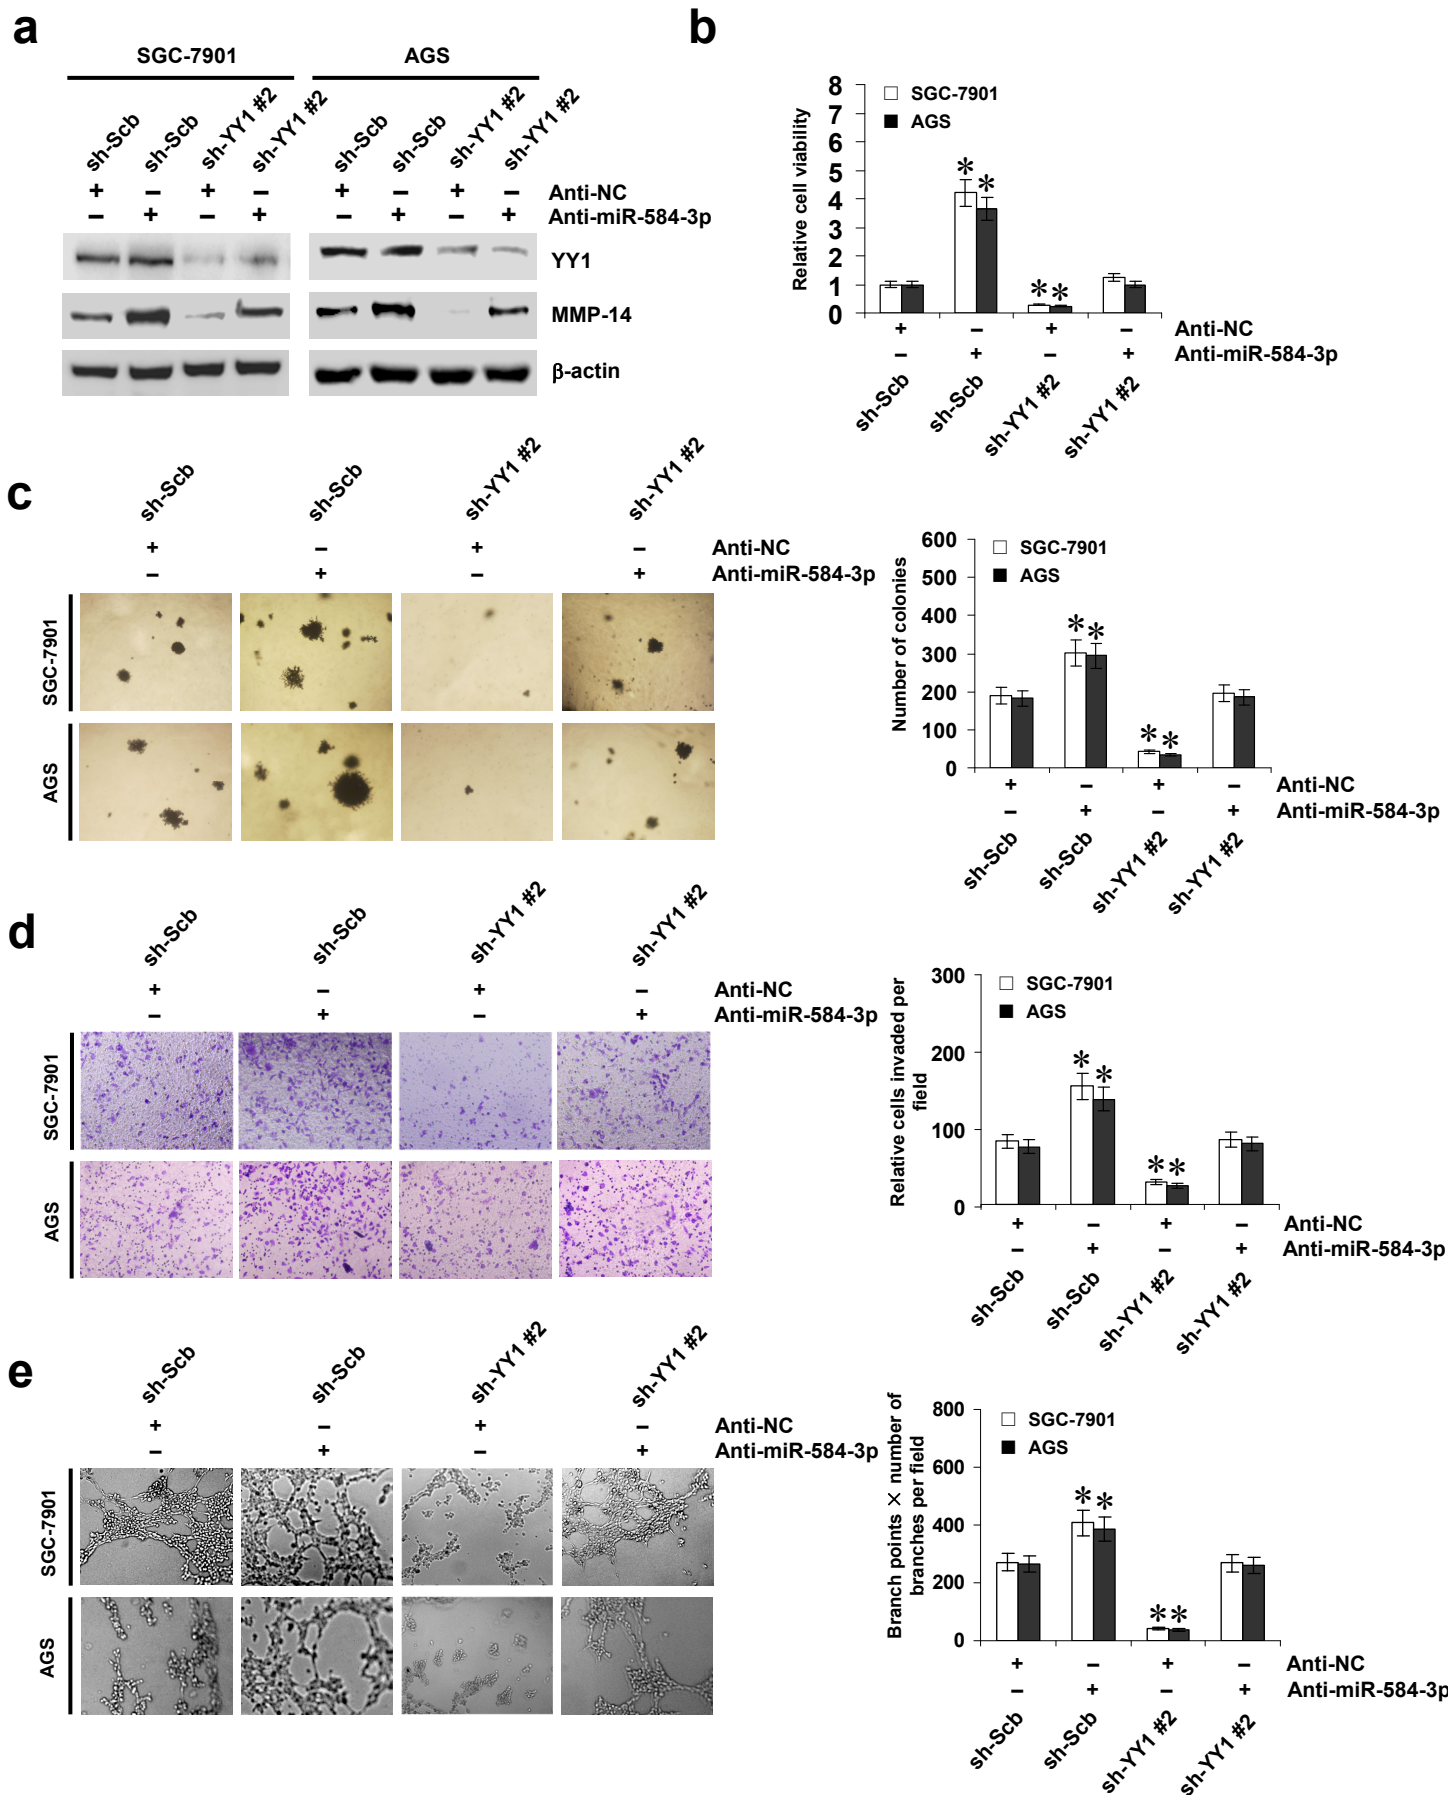 a
SGC-7901 AGS
sh-Scb sh-Scb sh-YY1 #2 sh-YY1 #2 sh-Scb sh-Scb sh-YY1 #2 sh-YY1 #2
+ – + – + – + – Anti-NC
– + – + – + – + Anti-miR-584-3p
YY1
MMP-14
β-actin
b
Relative cell viability
8
7
6
5
4
3
2
1
0
SGC-7901
AGS
* * * *
+ – + – Anti-NC
– + – + Anti-miR-584-3p
sh-Scb sh-Scb sh-YY1 #2 sh-YY1 #2
c
sh-Scb sh-Scb sh-YY1 #2 sh-YY1 #2
+ – + – Anti-NC
– + – + Anti-miR-584-3p
SGC-7901
AGS
Number of colonies
600
500
400
300
200
100
0
SGC-7901
AGS
* * * *
+ – + – Anti-NC
– + – + Anti-miR-584-3p
sh-Scb sh-Scb sh-YY1 #2 sh-YY1 #2
d
sh-Scb sh-Scb sh-YY1 #2 sh-YY1 #2
+ – + – Anti-NC
– + – + Anti-miR-584-3p
SGC-7901
AGS
Relative cells invaded per
field
300
200
100
0
SGC-7901
AGS
* * * *
+ – + – Anti-NC
– + – + Anti-miR-584-3p
sh-Scb sh-Scb sh-YY1 #2 sh-YY1 #2
e
sh-Scb sh-Scb sh-YY1 #2 sh-YY1 #2
+ – + – Anti-NC
– + – + Anti-miR-584-3p
SGC-7901
AGS
Branch points × number of
branches per field
800
600
400
200
0
SGC-7901
AGS
* * * *
+ – + – Anti-NC
– + – + Anti-miR-584-3p
sh-Scb sh-Scb sh-YY1 #2 sh-YY1 #2